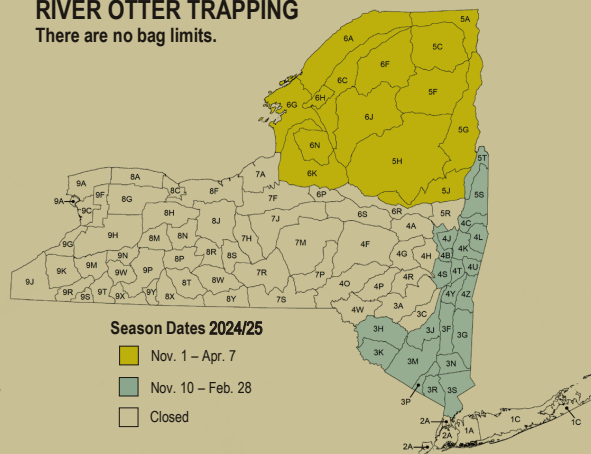 RIVER OTTER TRAPPING
There are no bag limits.
5A
6A
5C
6F
6C
5F
6H
6G
6J
5G
6N
5H
5T
6K
7A
9A
8A
8C
8F
6P
5J
5S
9F
8G
7F
9A
9C
8H
8J
7J
6S
6R
5R
4C
4A
9G
9H
8M
8N
7H
7M
4F
4J
4L
4K
4G
4H
4B
9N
8P
8R
8S
9K
9M
9W
9P
7R
7P
4R
4S
4T
4U
9J
8T
8W
4O
4P
9R
9S
9T
9X
9Y
8X
8Y
7S
4Y
4Z
4W
3A
3C
Season Dates 2024/25
3H
3J
3F
3G
Nov. 1 – Apr. 7
3K
3M
3N
Nov. 10 – Feb. 28
3P
3R
3S
Closed
2A
1C
1C
2A
1A
2A